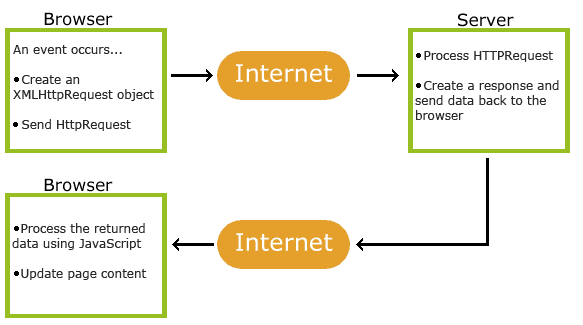 Browser
An event occurs...
•Create an
XMLHttpRequest object
• Send HttpRequest
Internet
Server
•Process HTTPRequest
•Create a response and
send data back to the
browser
Browser
•Process the returned
data using JavaScript
•Update page content
Internet